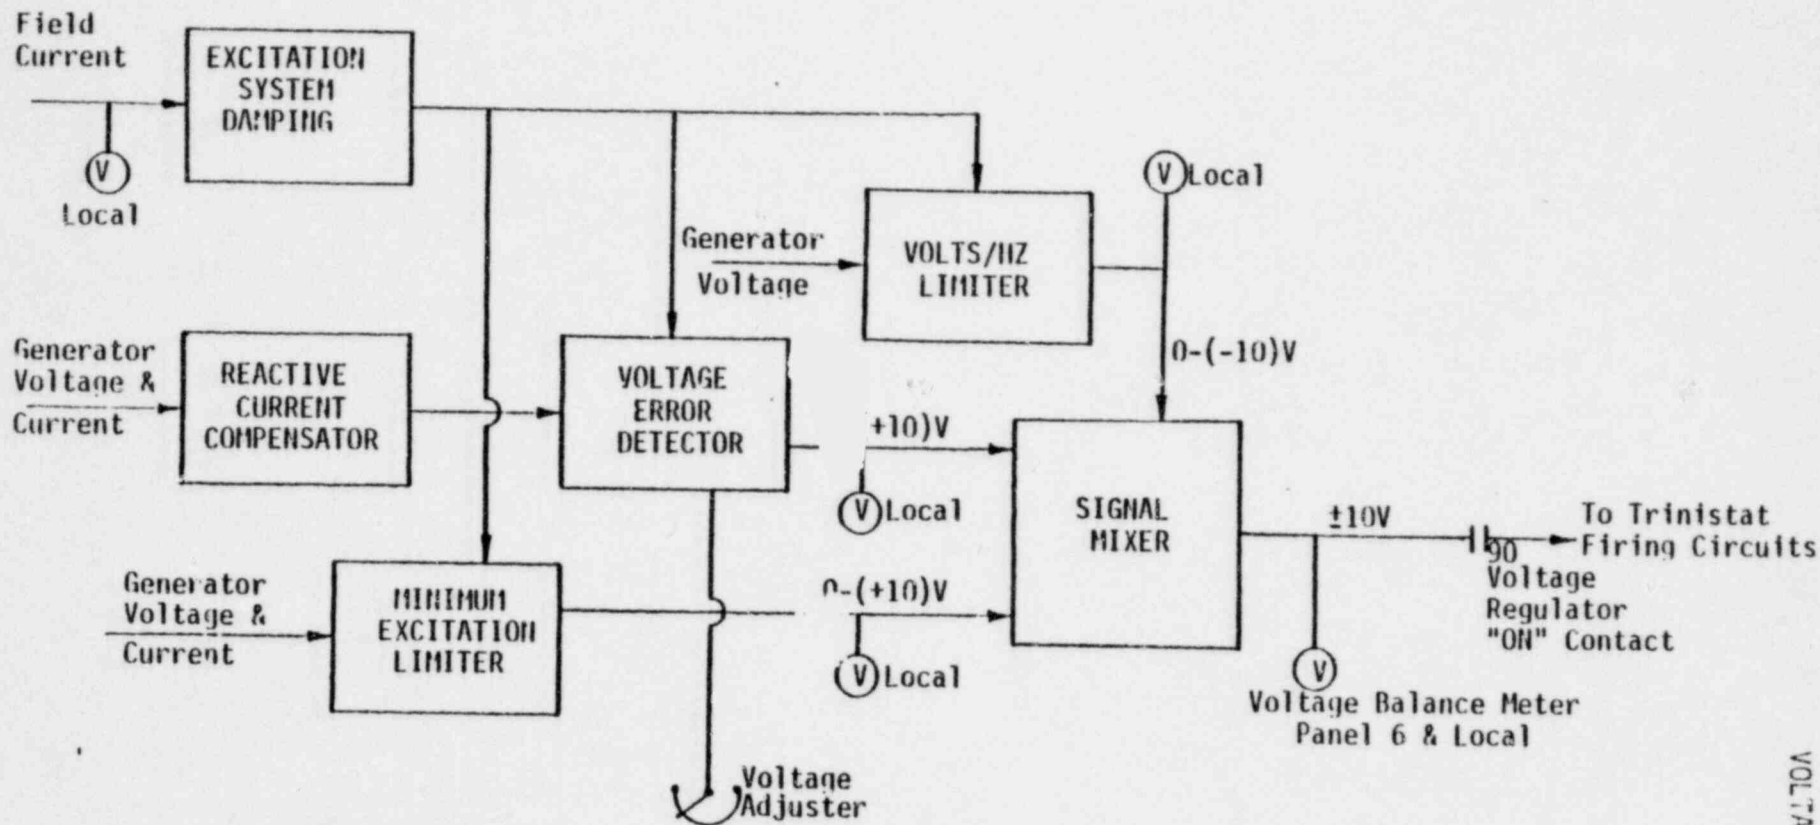 Field
Current
EXCITATION
SYSTEM
DAMPING
V
Local
Generator
Voltage
VOLTS/HZ
LIMITER
V Local
0-(-10)V
Generator
Voltage &
Current
REACTIVE
CURRENT
COMPENSATOR
VOLTAGE
ERROR
DETECTOR
+10)V
V Local
SIGNAL
MIXER
±10V
90
Voltage
Regulator
"ON" Contact
To Trinistat
Firing Circuits
Generator
Voltage &
Current
MINIMUM
EXCITATION
LIMITER
0-(+10)V
V Local
V
Voltage Balance Meter
Panel 6 & Local
Voltage
Adjuster